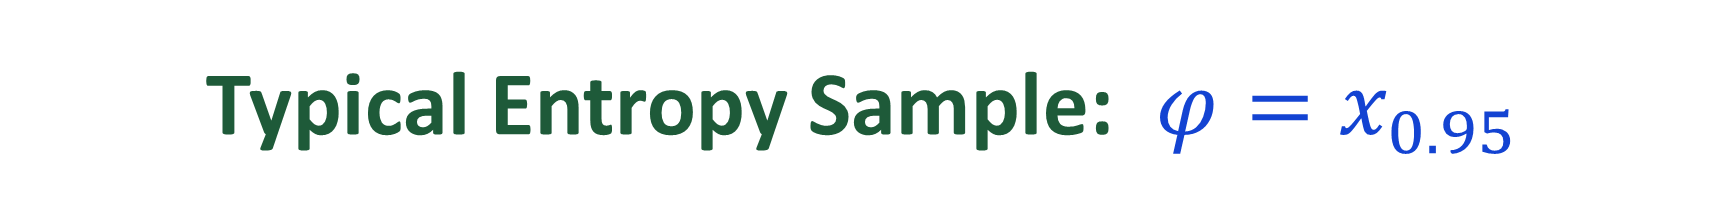 Typical Entropy Sample: φ = x₀.₉₅